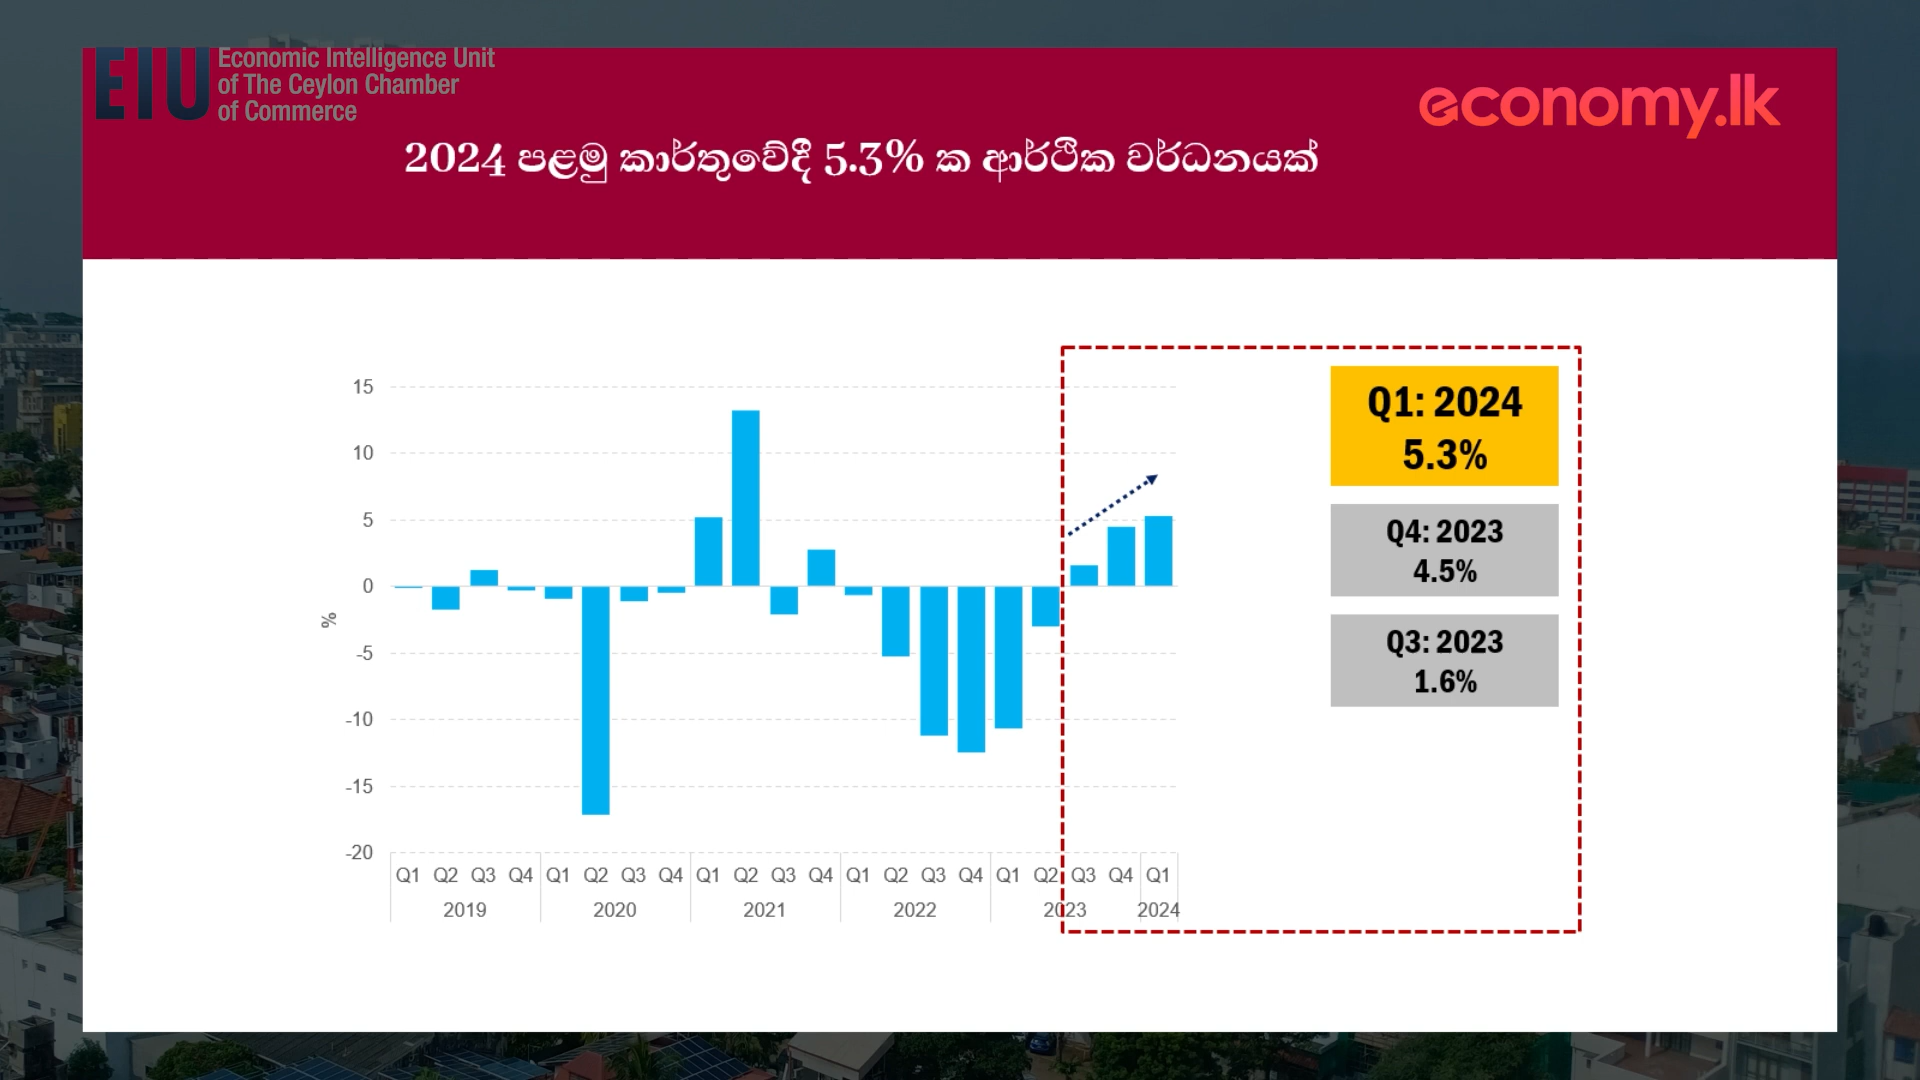 EIU
Economic Intelligence Unit
of The Ceylon Chamber
of Commerce
economy.lk
2024 පළමු කාර්තුවේදී 5.3% ක ආර්ථික වර්ධනයක්
15
10
5
0
-5
-10
-15
-20
%
Q1 Q2 Q3 Q4 Q1 Q2 Q3 Q4 Q1 Q2 Q3 Q4 Q1 Q2 Q3 Q4 Q1 Q2 Q3 Q4 Q1
2019 2020 2021 2022 2023 2024
Q1: 2024
5.3%
Q4: 2023
4.5%
Q3: 2023
1.6%